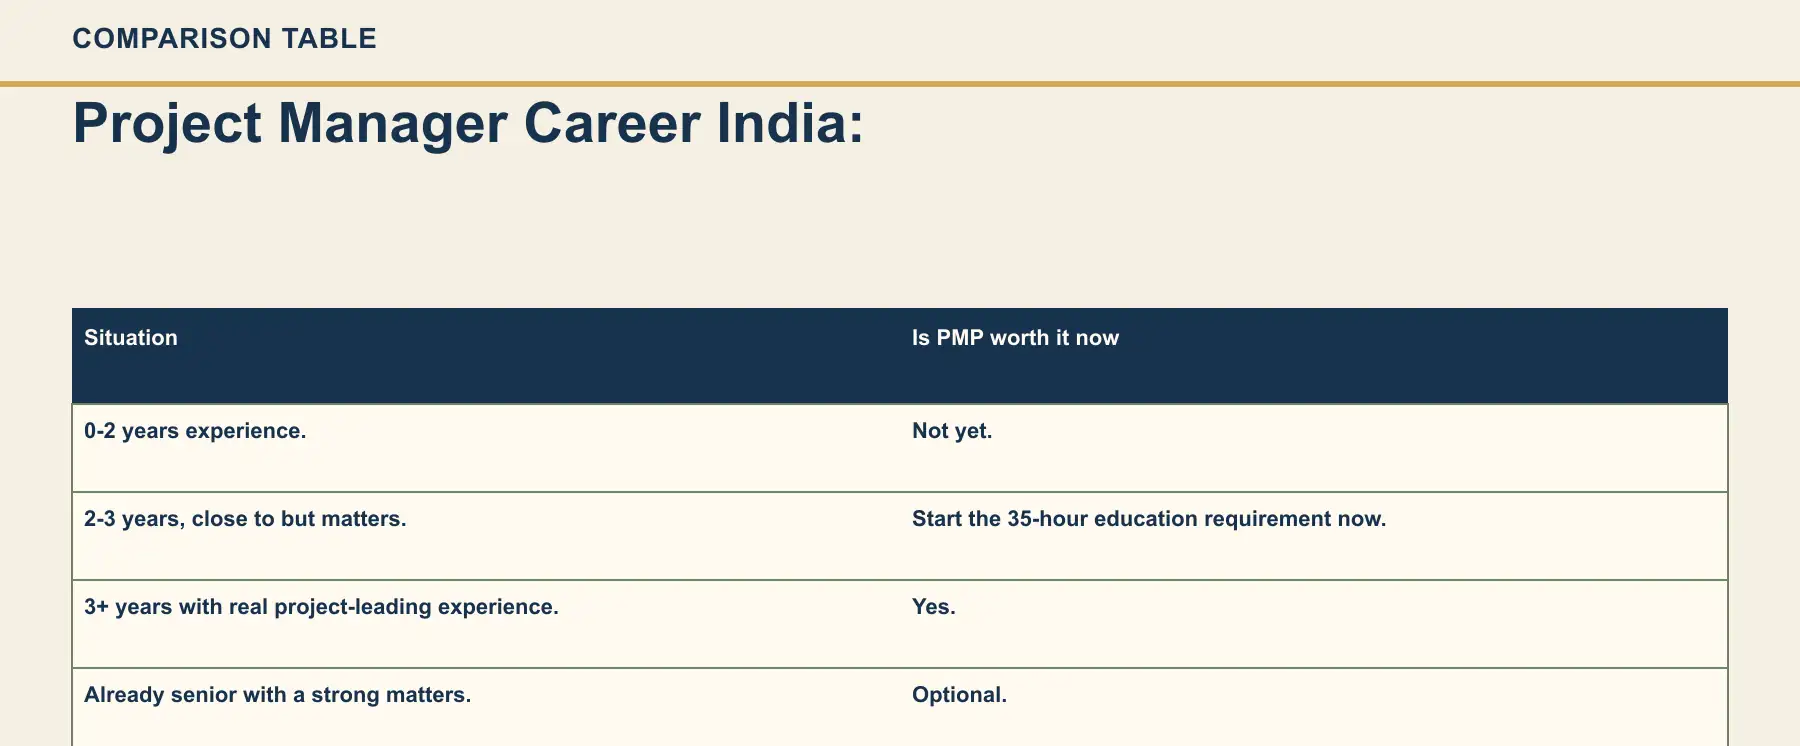 COMPARISON TABLE
Project Manager Career India:
Situation
Is PMP worth it now
0-2 years experience.
Not yet.
2-3 years, close to but matters.
Start the 35-hour education requirement now.
3+ years with real project-leading experience.
Yes.
Already senior with a strong matters.
Optional.